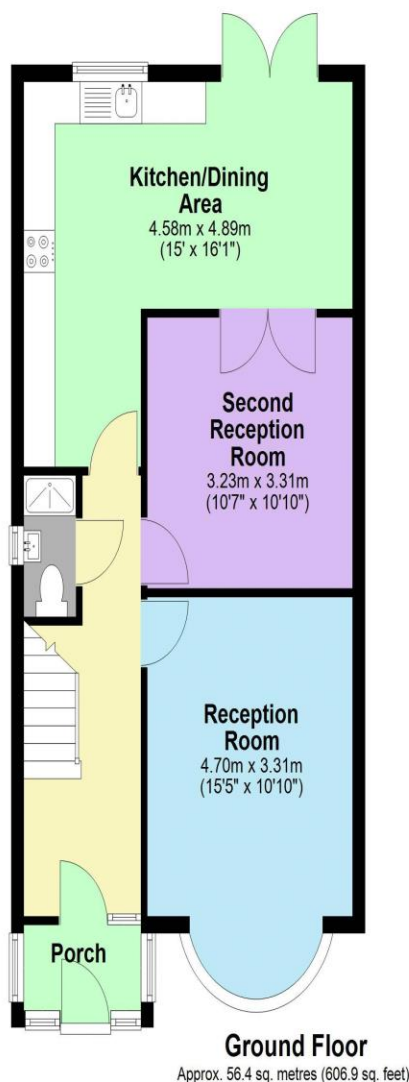 Kitchen/Dining
Area
4.58m x 4.89m
(15' x 16'1")
Second
Reception
Room
3.23m x 3.31m
(10'7" x 10'10")
Reception
Room
4.70m x 3.31m
(15'5" x 10'10")
Porch
Ground Floor
Approx. 56.4 sq. metres (606.9 sq. feet)